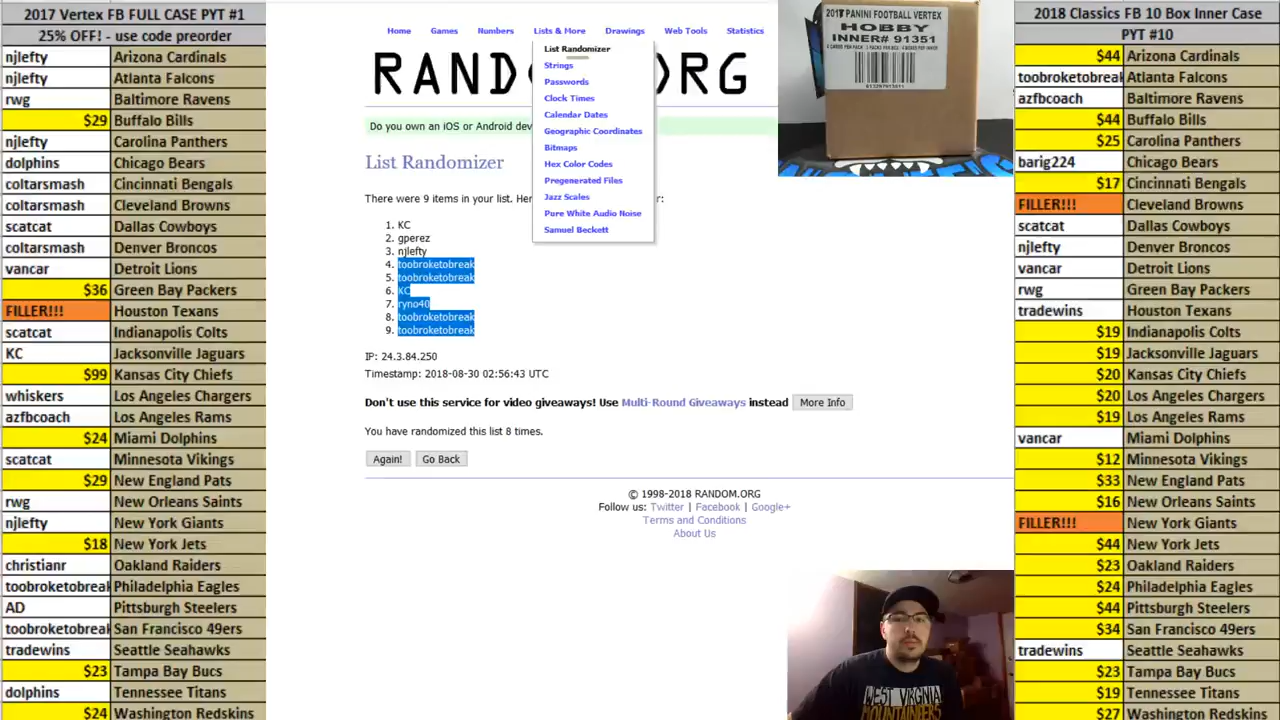 2017 Vertex FB FULL CASE PYT #1
25% OFF! - use code preorder
njlefty Arizona Cardinals
njlefty Atlanta Falcons
rwg Baltimore Ravens
$29 Buffalo Bills
njlefty Carolina Panthers
dolphins Chicago Bears
coltarsmash Cincinnati Bengals
coltarsmash Cleveland Browns
scatcat Dallas Cowboys
coltarsmash Denver Broncos
vancar Detroit Lions
$36 Green Bay Packers
FILLER!!! Houston Texans
scatcat Indianapolis Colts
KC Jacksonville Jaguars
$99 Kansas City Chiefs
whiskers Los Angeles Chargers
azfbcoach Los Angeles Rams
$24 Miami Dolphins
scatcat Minnesota Vikings
$29 New England Pats
rwg New Orleans Saints
njlefty New York Giants
$18 New York Jets
christianr Oakland Raiders
toobroketobreak Philadelphia Eagles
AD Pittsburgh Steelers
toobroketobreak San Francisco 49ers
tradewins Seattle Seahawks
$23 Tampa Bay Bucs
dolphins Tennessee Titans
$24 Washington Redskins
Home Games Numbers Lists & More Drawings Web Tools Statistics
List Randomizer
Strings
Passwords
Clock Times
Calendar Dates
Geographic Coordinates
Bitmaps
Hex Color Codes
Pregenerated Files
Jazz Scales
Pure White Audio Noise
Samuel Beckett
RAND ORG
Do you own an iOS or Android dev
List Randomizer
There were 9 items in your list. Her r:
1. KC
2. gperez
3. njlefty
4. toobroketobreak
5. toobroketobreak
6. KC
7. ryno40
8. toobroketobreak
9. toobroketobreak
IP: 24.3.84.250
Timestamp: 2018-08-30 02:56:43 UTC
Don't use this service for video giveaways! Use Multi-Round Giveaways instead More Info
You have randomized this list 8 times.
Again! Go Back
© 1998-2018 RANDOM.ORG
Follow us: Twitter | Facebook | Google+
Terms and Conditions
About Us
2017 PANINI FOOTBALL VERTEX
HOBBY
INNER# 91351
WEST VIRGINIA
MOUNTAINEERS
2018 Classics FB 10 Box Inner Case
PYT #10
$44 Arizona Cardinals
toobroketobreak Atlanta Falcons
azfbcoach Baltimore Ravens
$44 Buffalo Bills
$25 Carolina Panthers
barig224 Chicago Bears
$17 Cincinnati Bengals
FILLER!!! Cleveland Browns
scatcat Dallas Cowboys
njlefty Denver Broncos
vancar Detroit Lions
rwg Green Bay Packers
tradewins Houston Texans
$19 Indianapolis Colts
$19 Jacksonville Jaguars
$20 Kansas City Chiefs
$20 Los Angeles Chargers
$19 Los Angeles Rams
vancar Miami Dolphins
$12 Minnesota Vikings
$33 New England Pats
$16 New Orleans Saints
FILLER!!! New York Giants
$44 New York Jets
$23 Oakland Raiders
$24 Philadelphia Eagles
$44 Pittsburgh Steelers
$34 San Francisco 49ers
tradewins Seattle Seahawks
$23 Tampa Bay Bucs
$19 Tennessee Titans
$27 Washington Redskins